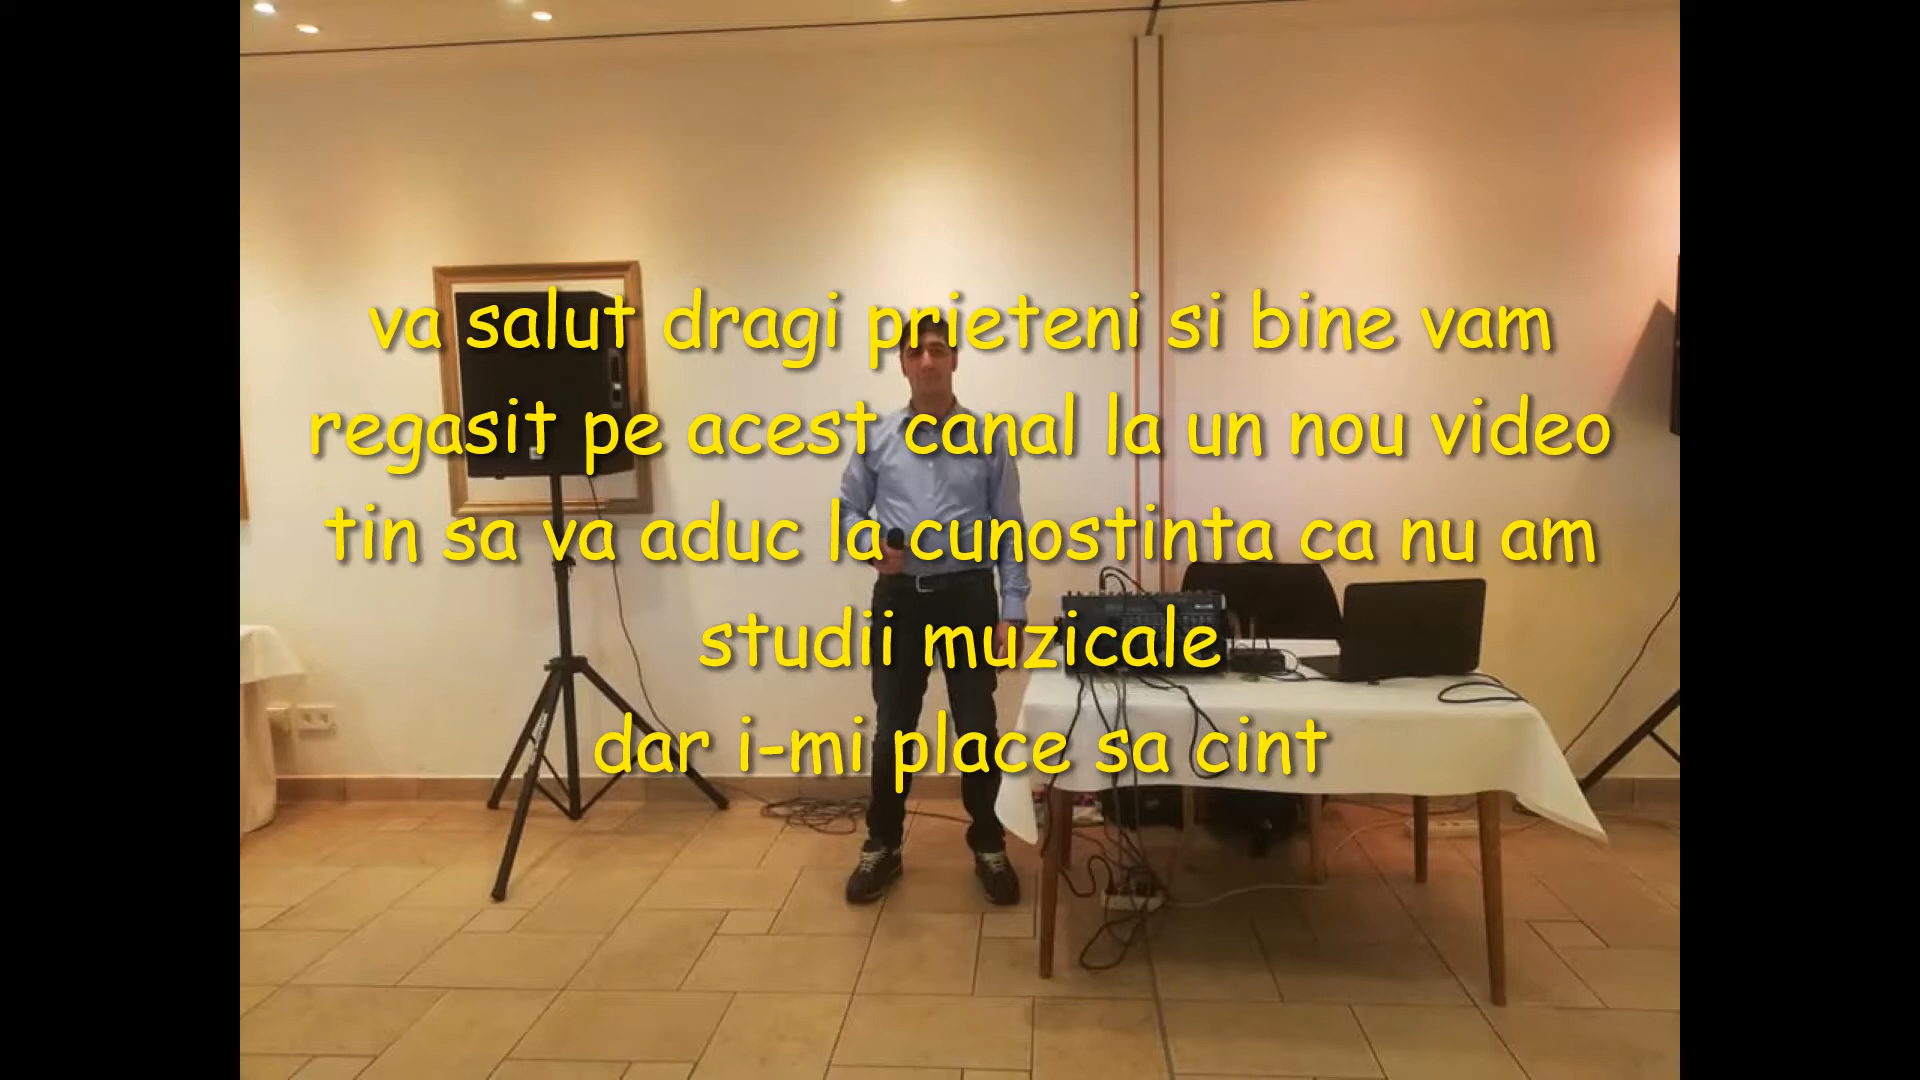 va salut dragi prieteni si bine vam
regasit pe acest canal la un nou video
tin sa va aduc la cunostinta ca nu am
studii muzicale
dar i-mi place sa cint